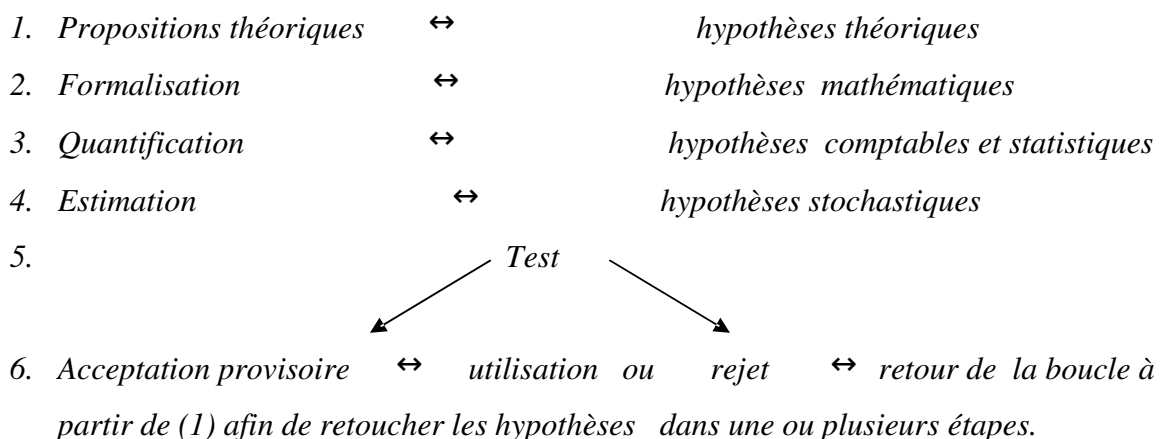 1. Propositions théoriques ↔ hypothèses théoriques
2. Formalisation ↔ hypothèses mathématiques
3. Quantification ↔ hypothèses comptables et statistiques
4. Estimation ↔ hypothèses stochastiques
5. Test
6. Acceptation provisoire ↔ utilisation ou rejet ↔ retour de la boucle à
partir de (1) afin de retoucher les hypothèses dans une ou plusieurs étapes.